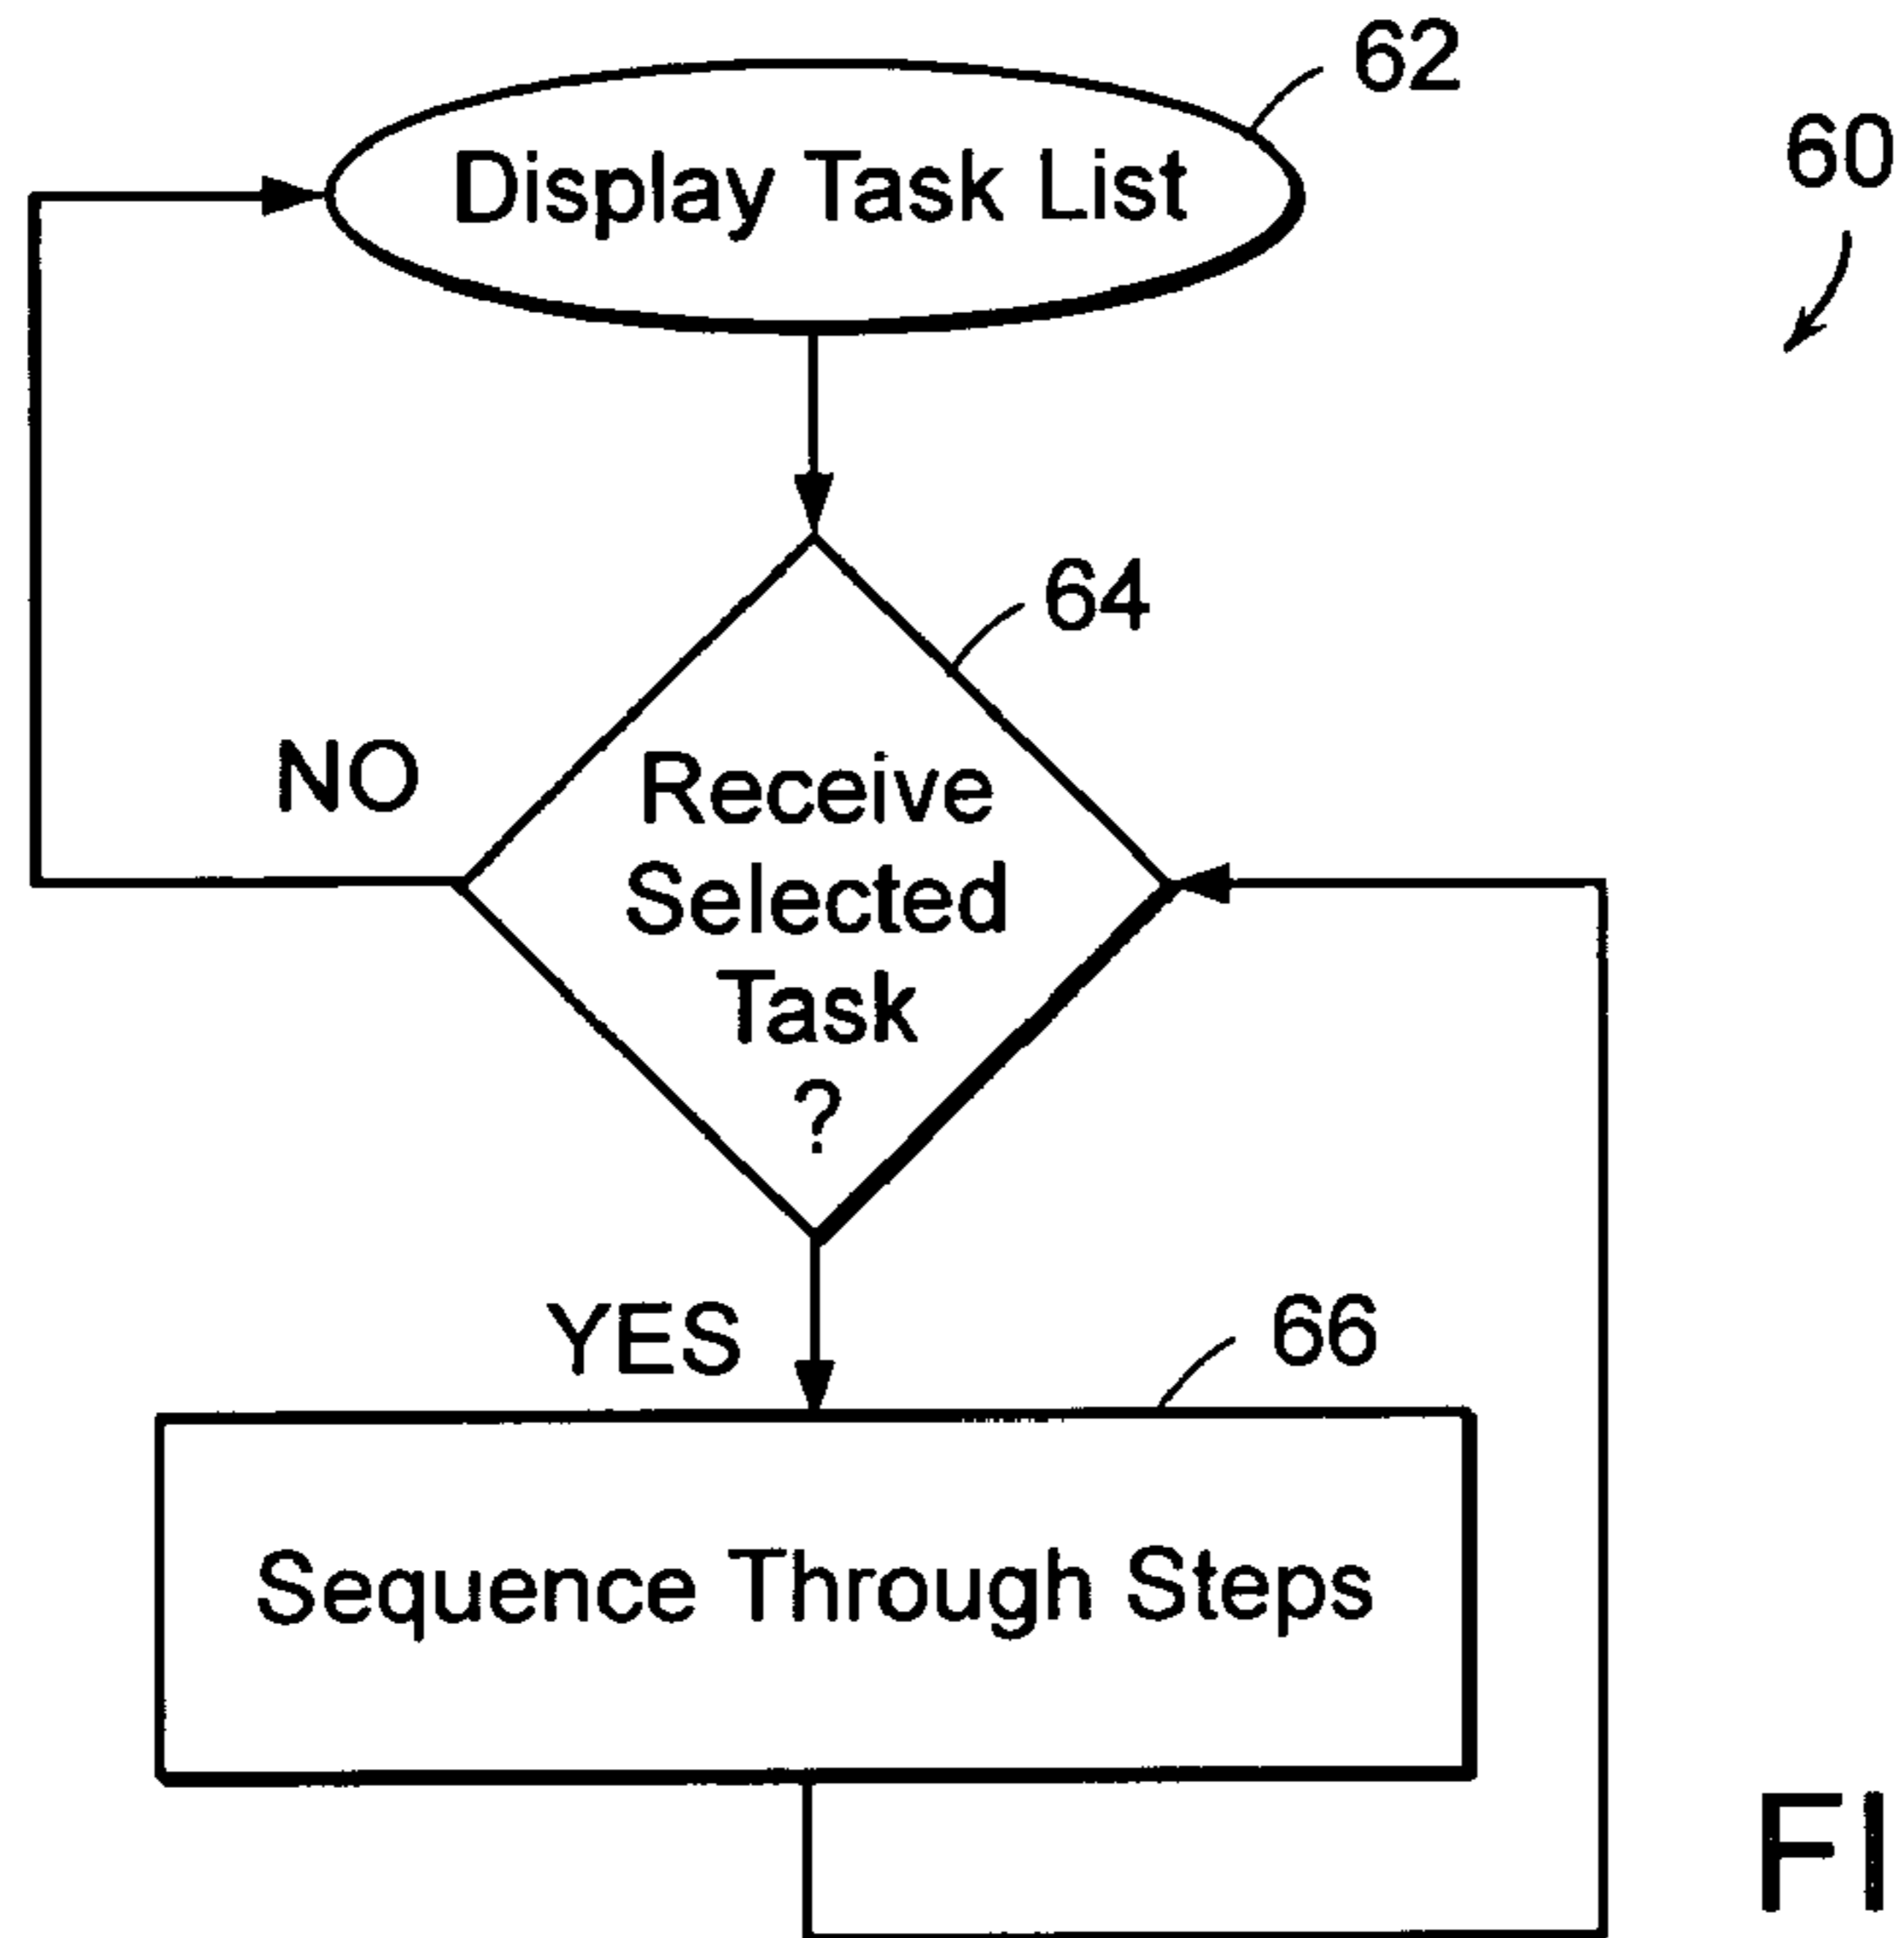 62
60
Display Task List
64
NO
Receive
Selected
Task
?
YES
66
Sequence Through Steps
FI